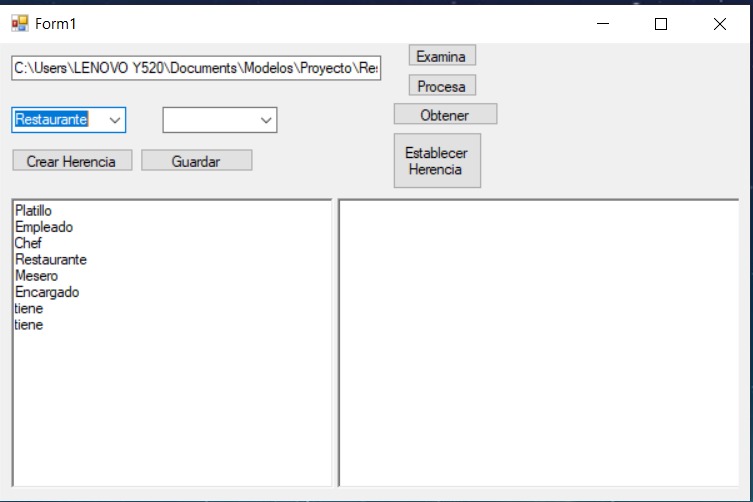 Form1
C:\Users\LENOVO Y520\Documents\Modelos\Proyecto\Re
Examina
Procesa
Restaurante
Obtener
Crear Herencia
Guardar
Establecer
Herencia
Platillo
Empleado
Chef
Restaurante
Mesero
Encargado
tiene
tiene